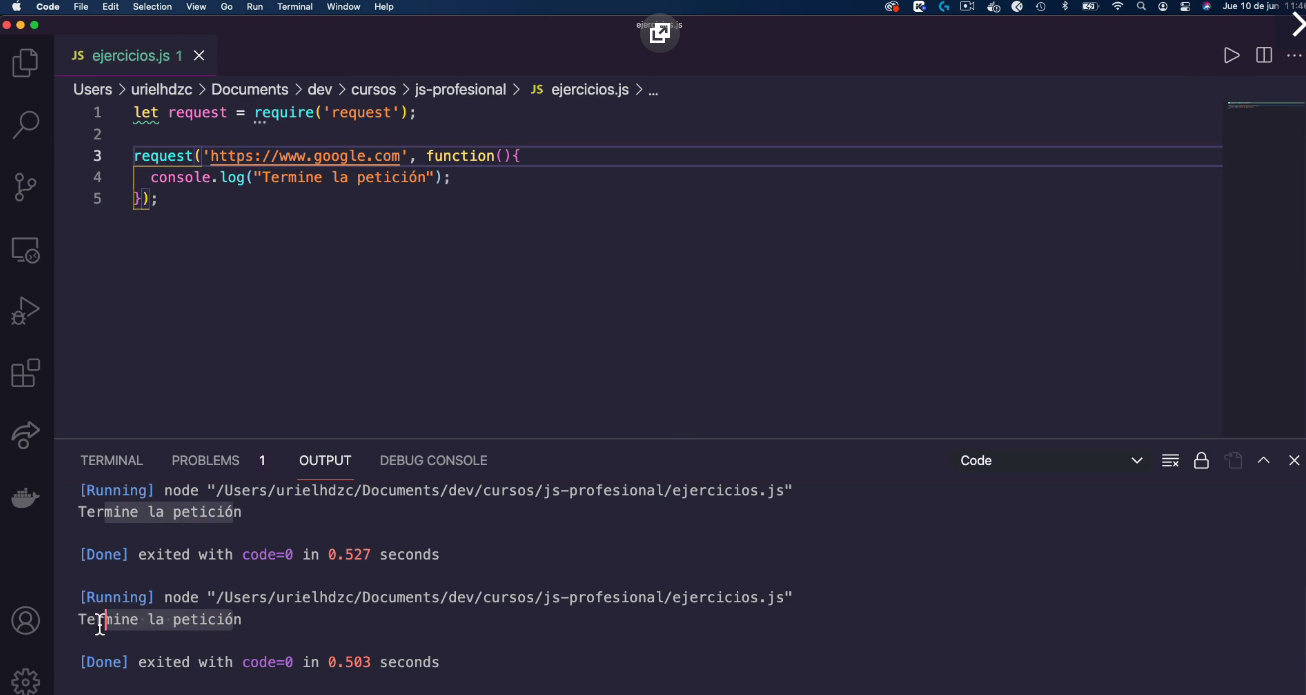 Code File Edit Selection View Go Run Terminal Window Help Jue 10 de jun 11:46
JS ejercicios.js 1
Users > urielhdzc > Documents > dev > cursos > js-profesional > JS ejercicios.js > ...
1 let request = require('request');
2
3 request('https://www.google.com', function(){
4 console.log("Termine la petición");
5 });
TERMINAL PROBLEMS 1 OUTPUT DEBUG CONSOLE Code
[Running] node "/Users/urielhdzc/Documents/dev/cursos/js-profesional/ejercicios.js"
Termine la petición
[Done] exited with code=0 in 0.527 seconds
[Running] node "/Users/urielhdzc/Documents/dev/cursos/js-profesional/ejercicios.js"
Termine la petición
[Done] exited with code=0 in 0.503 seconds